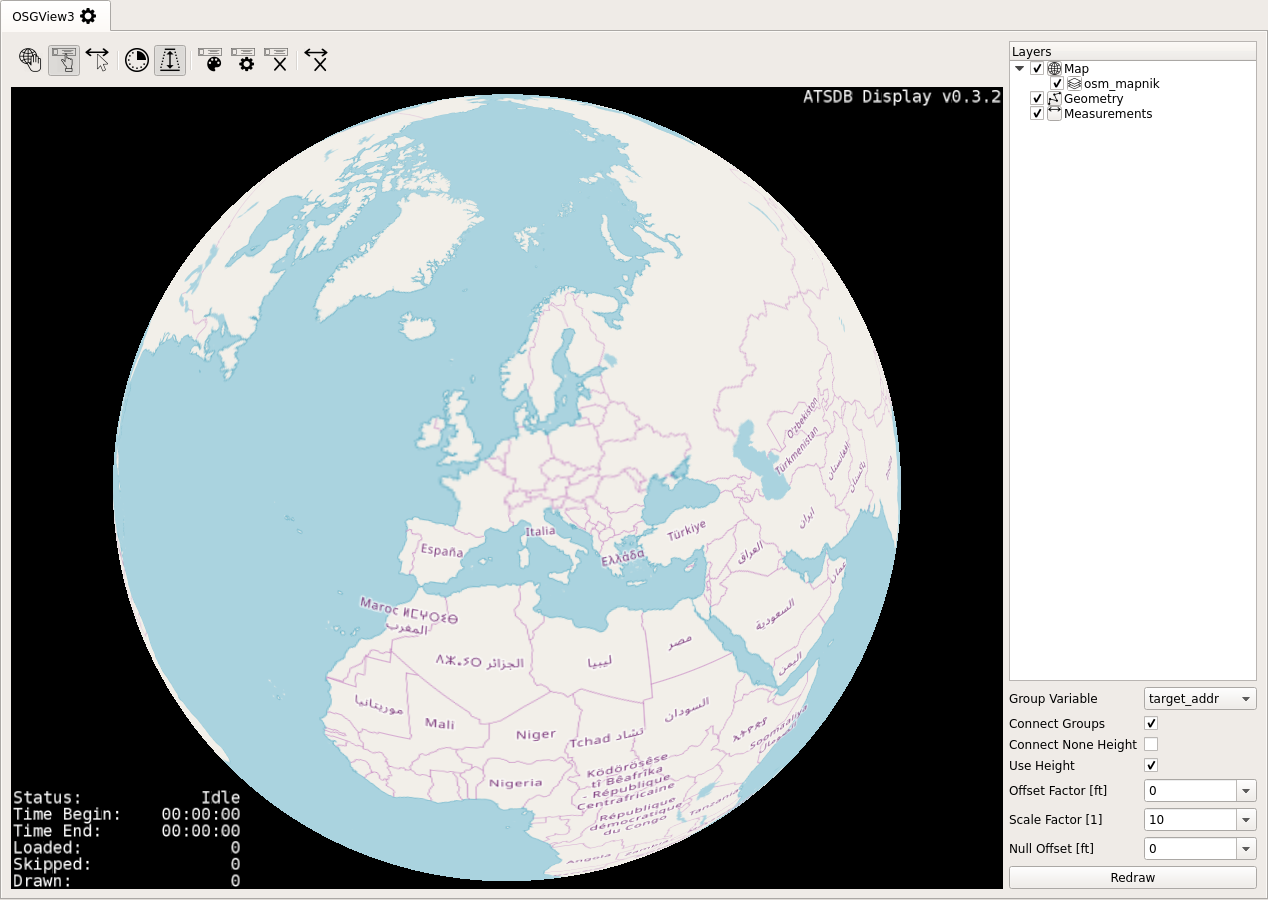 OSGView3
Layers
Map
osm_mapnik
Geometry
Measurements
ATSDB Display v0.3.2
O'zbekiston
Türkmenistan
افغانستان
پاکستان
ایران
Italia
Türkiye
España
Ελλάδα
العراق
عمان
Maroc ⵍⵎⵖⵔⵉⴱ
المغرب
السعودية
مصر
ليبيا
الجزائر
اليمن
موريتانيا
Mali
Niger
Tchad تشاد
السودان
ኢትዮጵያ
Soomaaliya
الصومال
Nigeria
Ködörösêse
tî Bêafrîka
- République
Centrafricaine
République
démocratique
du Congo
Tanzania
Angola
Zambia
Status: Idle
Time Begin: 00:00:00
Time End: 00:00:00
Loaded: 0
Skipped: 0
Drawn: 0
Group Variable target_addr
Connect Groups
Connect None Height
Use Height
Offset Factor [ft] 0
Scale Factor [1] 10
Null Offset [ft] 0
Redraw